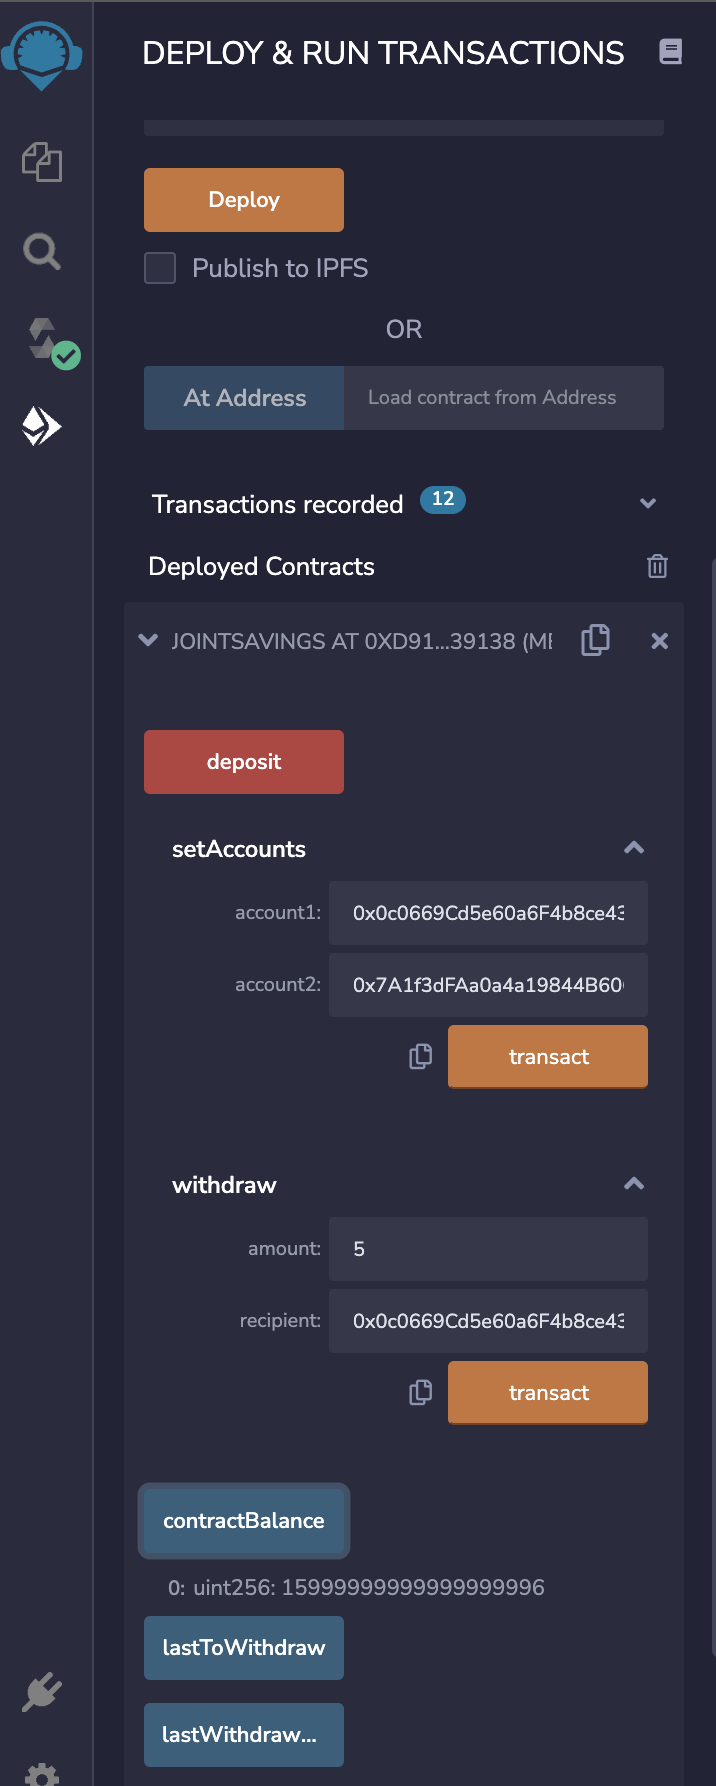 DEPLOY & RUN TRANSACTIONS
Deploy
Publish to IPFS
OR
At Address
Load contract from Address
Transactions recorded 12
Deployed Contracts
JOINTSAVINGS AT 0XD91...39138 (ME
deposit
setAccounts
account1: 0x0c0669Cd5e60a6F4b8ce43
account2: 0x7A1f3dFAa0a4a19844B60
transact
withdraw
amount: 5
recipient: 0x0c0669Cd5e60a6F4b8ce43
transact
contractBalance
0: uint256: 15999999999999999996
lastToWithdraw
lastWithdraw...